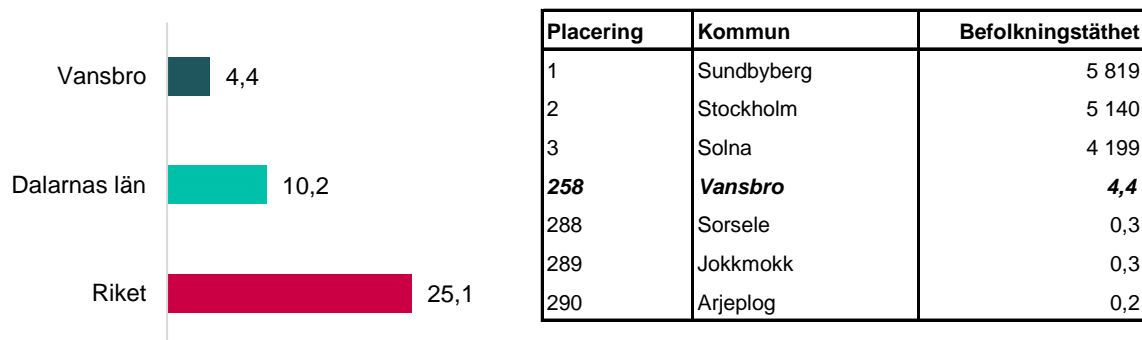 Vansbro 4,4
Dalarnas län 10,2
Riket 25,1
Placering Kommun Befolkningstäthet
1 Sundbyberg 5 819
2 Stockholm 5 140
3 Solna 4 199
258 Vansbro 4,4
288 Sorsele 0,3
289 Jokkmokk 0,3
290 Arjeplog 0,2